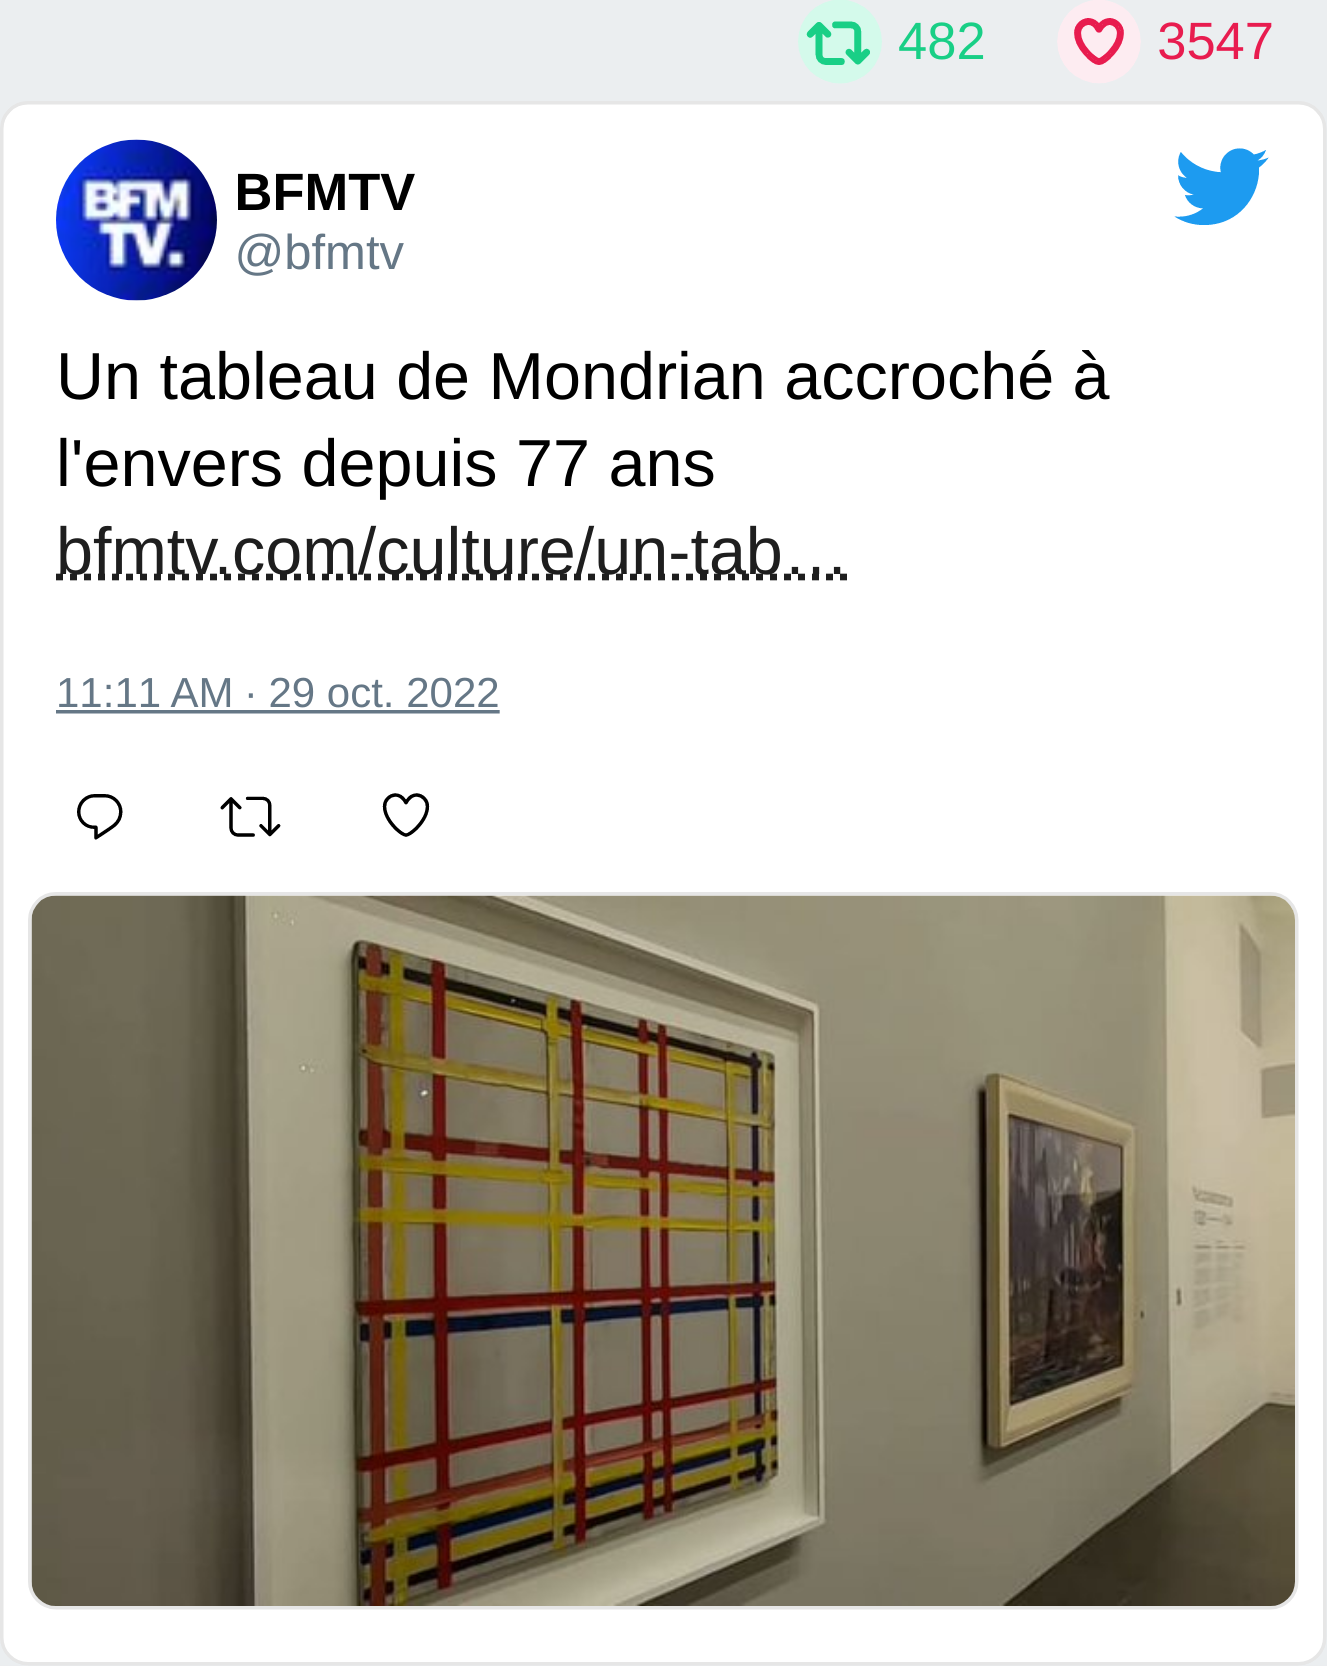 482 3547
BFM
TV.
BFMTV
@bfmtv
Un tableau de Mondrian accroché à
l'envers depuis 77 ans
bfmtv.com/culture/un-tab...
11:11 AM · 29 oct. 2022